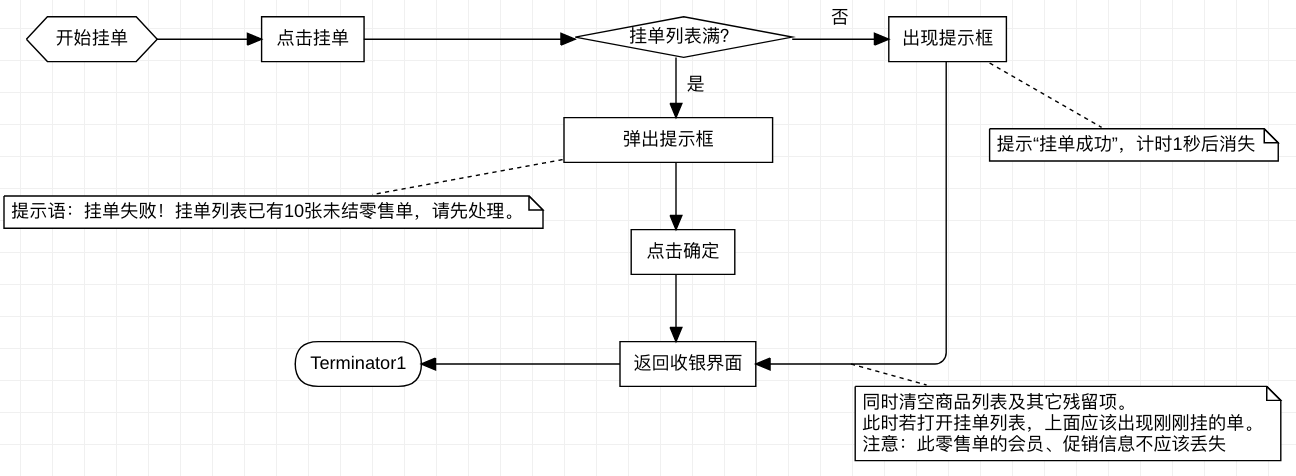 开始挂单
点击挂单
挂单列表满?
否
出现提示框
是
弹出提示框
提示“挂单成功”，计时1秒后消失
提示语：挂单失败！挂单列表已有10张未结零售单，请先处理。
点击确定
Terminator1
返回收银界面
同时清空商品列表及其它残留项。
此时若打开挂单列表，上面应该出现刚刚挂的单。
注意：此零售单的会员、促销信息不应该丢失